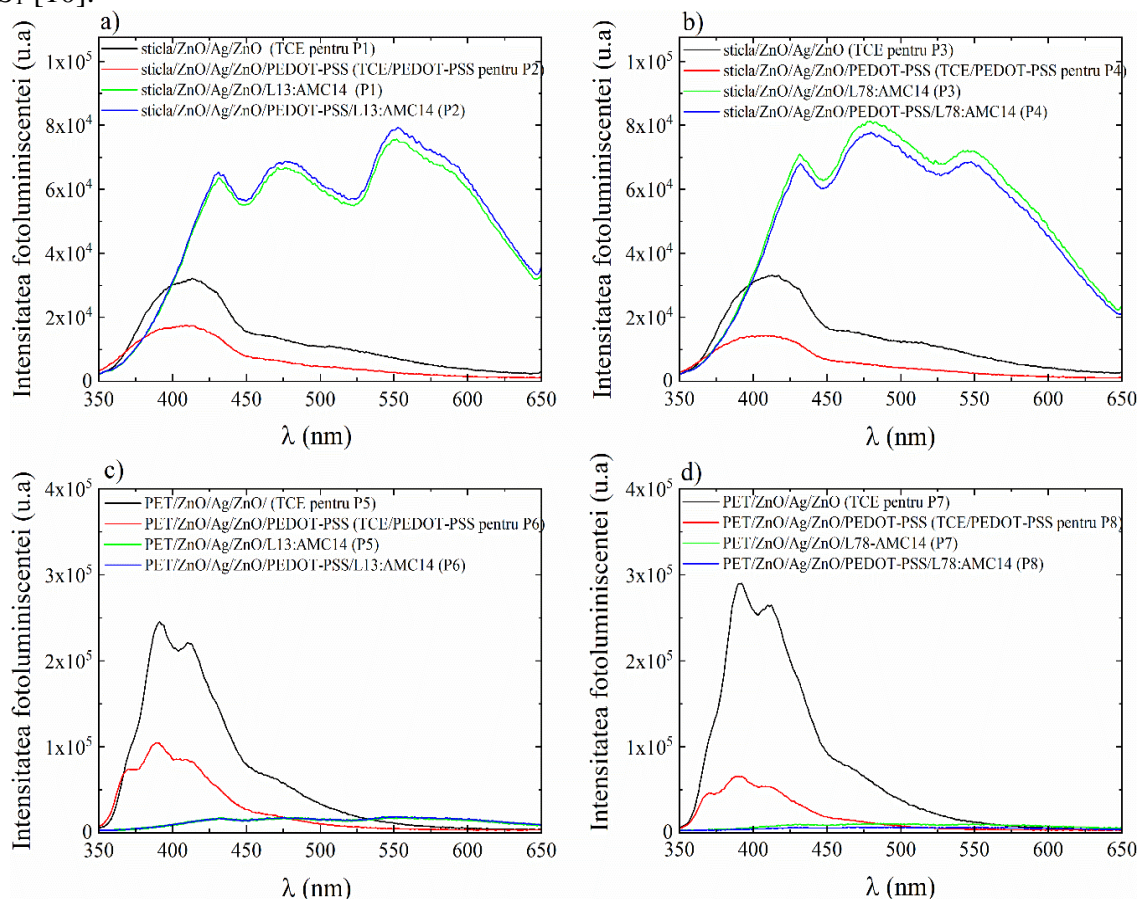 [10].
a)
Intensitatea fotoluminiscentei (u.a)
1x10⁵
8x10⁴
6x10⁴
4x10⁴
2x10⁴
0
sticla/ZnO/Ag/ZnO (TCE pentru P1)
sticla/ZnO/Ag/ZnO/PEDOT-PSS (TCE/PEDOT-PSS pentru P2)
sticla/ZnO/Ag/ZnO/L13:AMC14 (P1)
sticla/ZnO/Ag/ZnO/PEDOT-PSS/L13:AMC14 (P2)
350 400 450 500 550 600 650
λ (nm)
b)
Intensitatea fotoluminiscentei (u.a)
1x10⁵
8x10⁴
6x10⁴
4x10⁴
2x10⁴
0
sticla/ZnO/Ag/ZnO (TCE pentru P3)
sticla/ZnO/Ag/ZnO/PEDOT-PSS (TCE/PEDOT-PSS pentru P4)
sticla/ZnO/Ag/ZnO/L78:AMC14 (P3)
sticla/ZnO/Ag/ZnO/PEDOT-PSS/L78:AMC14 (P4)
350 400 450 500 550 600 650
λ (nm)
c)
Intensitatea fotoluminiscentei (u.a)
4x10⁵
3x10⁵
2x10⁵
1x10⁵
0
PET/ZnO/Ag/ZnO/ (TCE pentru P5)
PET/ZnO/Ag/ZnO/PEDOT-PSS (TCE/PEDOT-PSS pentru P6)
PET/ZnO/Ag/ZnO/L13:AMC14 (P5)
PET/ZnO/Ag/ZnO/PEDOT-PSS/L13:AMC14 (P6)
350 400 450 500 550 600 650
λ (nm)
d)
Intensitatea fotoluminiscentei (u.a)
4x10⁵
3x10⁵
2x10⁵
1x10⁵
0
PET/ZnO/Ag/ZnO (TCE pentru P7)
PET/ZnO/Ag/ZnO/PEDOT-PSS (TCE/PEDOT-PSS pentru P8)
PET/ZnO/Ag/ZnO/L78-AMC14 (P7)
PET/ZnO/Ag/ZnO/PEDOT-PSS/L78:AMC14 (P8)
350 400 450 500 550 600 650
λ (nm)